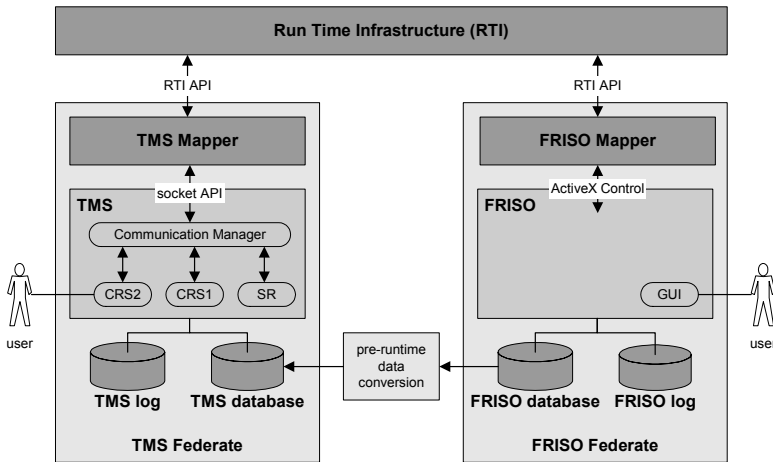 Run Time Infrastructure (RTI)
RTI API
RTI API
TMS Mapper
FRISO Mapper
socket API
ActiveX Control
TMS
FRISO
Communication Manager
CRS2
CRS1
SR
GUI
user
user
pre-runtime
data
conversion
TMS log
TMS database
FRISO database
FRISO log
TMS Federate
FRISO Federate